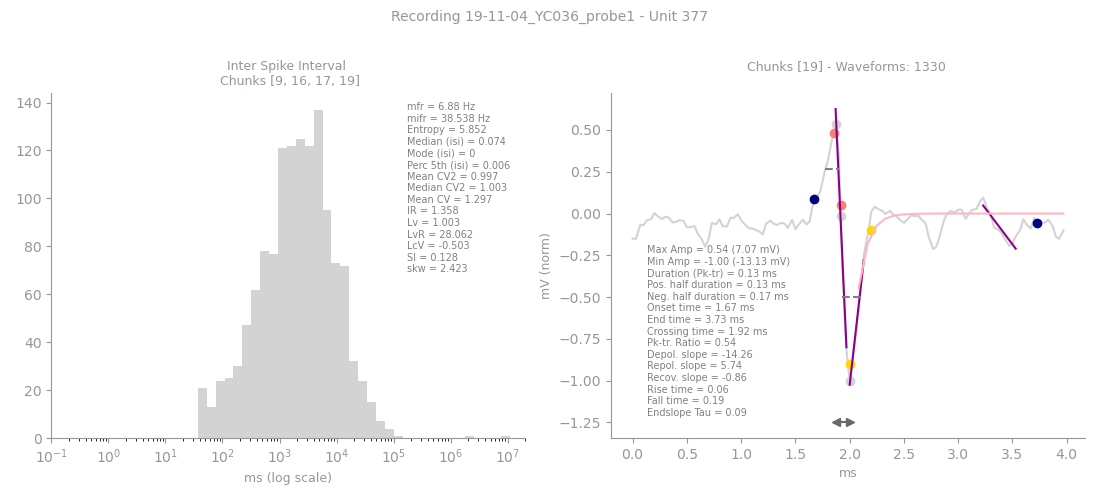 Recording 19-11-04_YC036_probe1 - Unit 377
Inter Spike Interval
Chunks [9, 16, 17, 19]
140
120
100
80
60
40
20
0
mfr = 6.88 Hz
mifr = 38.538 Hz
Entropy = 5.852
Median (isi) = 0.074
Mode (isi) = 0
Perc 5th (isi) = 0.006
Mean CV2 = 0.997
Median CV2 = 1.003
Mean CV = 1.297
IR = 1.358
Lv = 1.003
LvR = 28.062
LcV = -0.503
SI = 0.128
skw = 2.423
10⁻¹ 10⁰ 10¹ 10² 10³ 10⁴ 10⁵ 10⁶ 10⁷
ms (log scale)
Chunks [19] - Waveforms: 1330
mV (norm)
0.50
0.25
0.00
−0.25
−0.50
−0.75
−1.00
−1.25
Max Amp = 0.54 (7.07 mV)
Min Amp = -1.00 (-13.13 mV)
Duration (Pk-tr) = 0.13 ms
Pos. half duration = 0.13 ms
Neg. half duration = 0.17 ms
Onset time = 1.67 ms
End time = 3.73 ms
Crossing time = 1.92 ms
Pk-tr. Ratio = 0.54
Depol. slope = -14.26
Repol. slope = 5.74
Recov. slope = -0.86
Rise time = 0.06
Fall time = 0.19
Endslope Tau = 0.09
0.0 0.5 1.0 1.5 2.0 2.5 3.0 3.5 4.0
ms